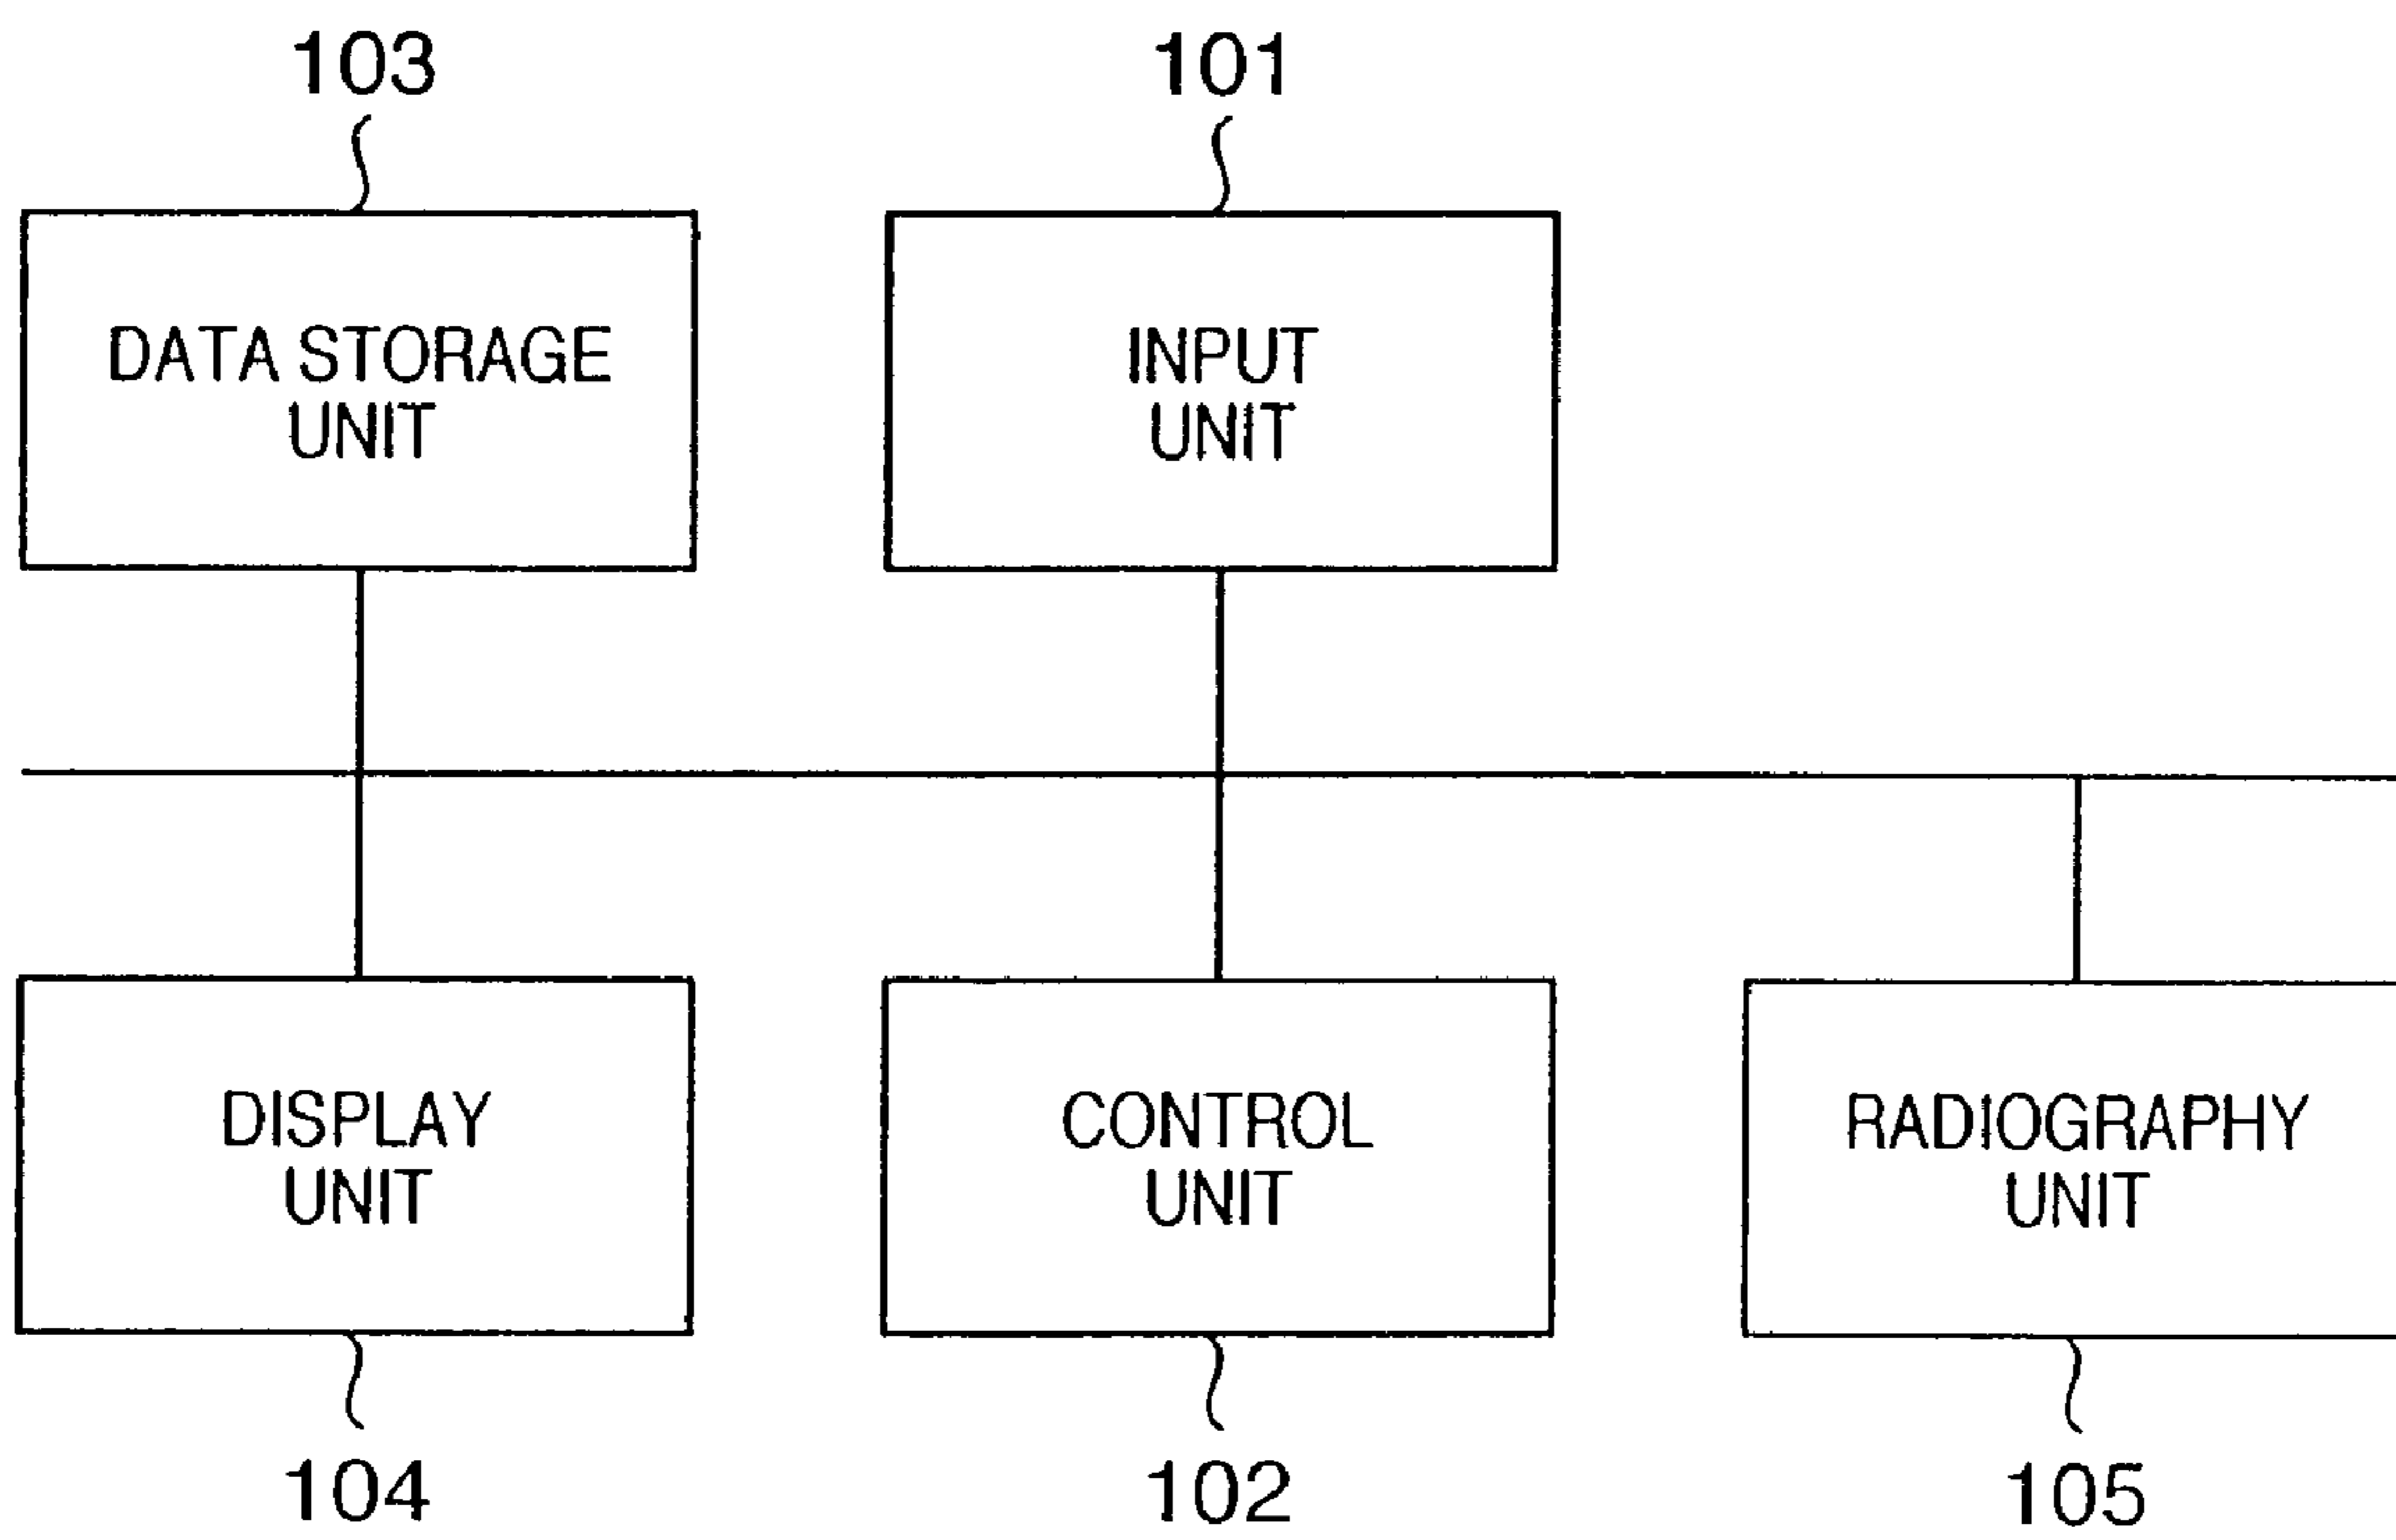 103
101
DATA STORAGE
UNIT
INPUT
UNIT
DISPLAY
UNIT
CONTROL
UNIT
RADIOGRAPHY
UNIT
104
102
105